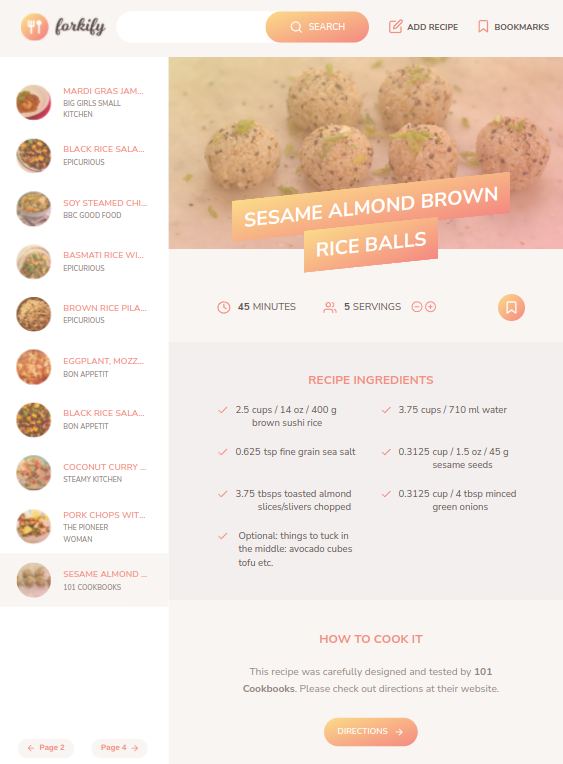 forkify
SEARCH
ADD RECIPE
BOOKMARKS
MARDI GRAS JAM...
BIG GIRLS SMALL
KITCHEN
BLACK RICE SALA...
EPICURIOUS
SOY STEAMED CHI...
BBC GOOD FOOD
BASMATI RICE WI...
EPICURIOUS
BROWN RICE PILA...
EPICURIOUS
EGGPLANT, MOZZ...
BON APPETIT
BLACK RICE SALA...
BON APPETIT
COCONUT CURRY ...
STEAMY KITCHEN
PORK CHOPS WIT...
THE PIONEER
WOMAN
SESAME ALMOND ...
101 COOKBOOKS
← Page 2
Page 4 →
SESAME ALMOND BROWN
RICE BALLS
45 MINUTES
5 SERVINGS
RECIPE INGREDIENTS
2.5 cups / 14 oz / 400 g
brown sushi rice
3.75 cups / 710 ml water
0.625 tsp fine grain sea salt
0.3125 cup / 1.5 oz / 45 g
sesame seeds
3.75 tbsps toasted almond
slices/slivers chopped
0.3125 cup / 4 tbsp minced
green onions
Optional: things to tuck in
the middle: avocado cubes
tofu etc.
HOW TO COOK IT
This recipe was carefully designed and tested by 101
Cookbooks. Please check out directions at their website.
DIRECTIONS →